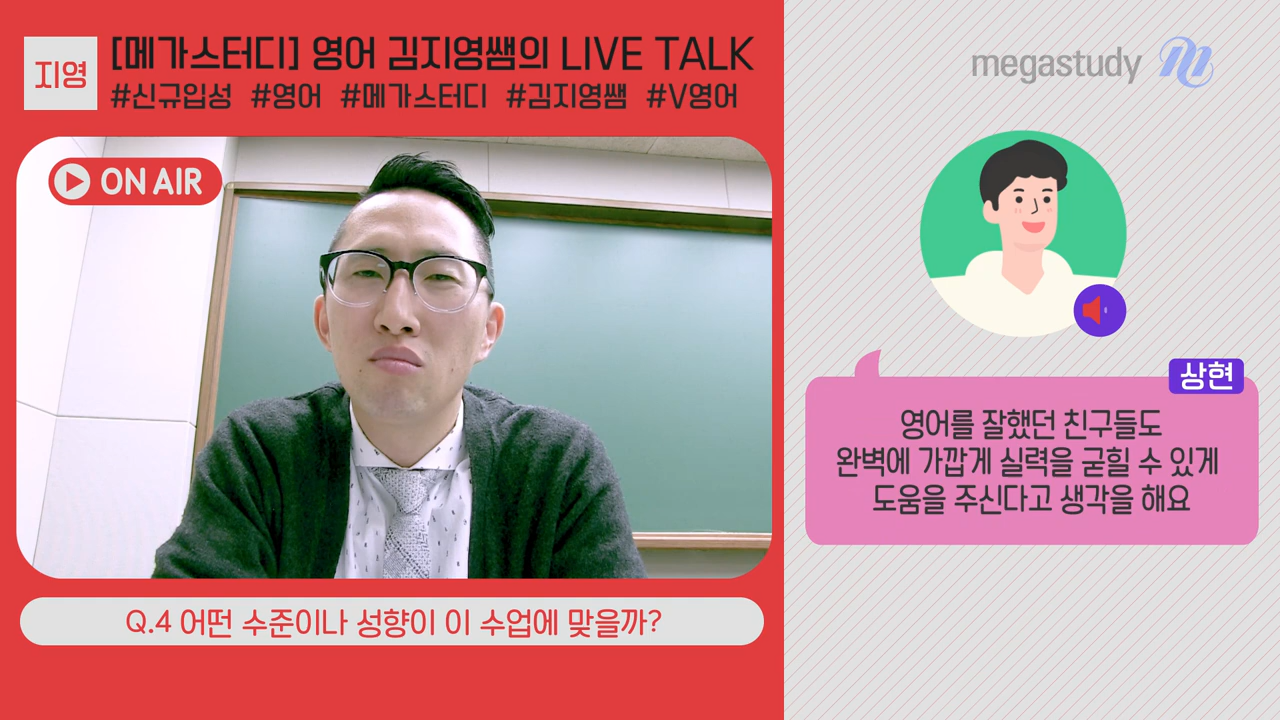 지영
[메가스터디] 영어 김지영쌤의 LIVE TALK
#신규입성 #영어 #메가스터디 #김지영쌤 #V영어
ON AIR
Q.4 어떤 수준이나 성향이 이 수업에 맞을까?
megastudy
상현
영어를 잘했던 친구들도
완벽에 가깝게 실력을 굳힐 수 있게
도움을 주신다고 생각을 해요